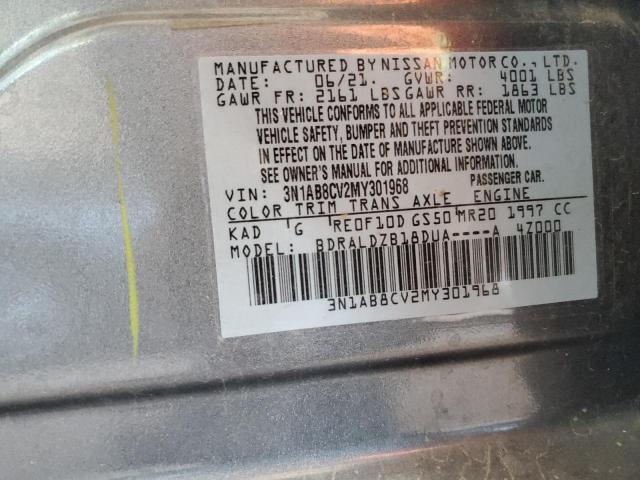 MANUFACTURED BY NISSAN MOTOR CO., LTD.
DATE: 06/21. GVWR: 4001 LBS
GAWR FR: 2161 LBS GAWR RR: 1863 LBS
THIS VEHICLE CONFORMS TO ALL APPLICABLE FEDERAL MOTOR
VEHICLE SAFETY, BUMPER AND THEFT PREVENTION STANDARDS
IN EFFECT ON THE DATE OF MANUFACTURE SHOWN ABOVE.
SEE OWNER'S MANUAL FOR ADDITIONAL INFORMATION.
VIN: 3N1AB8CV2MY301968 PASSENGER CAR.
COLOR TRIM TRANS AXLE ENGINE
KAD G RE0F10D GS50 MR20 1997 CC
MODEL: BDRALDZB18DUA----A 4Z000
3N1AB8CV2MY301968